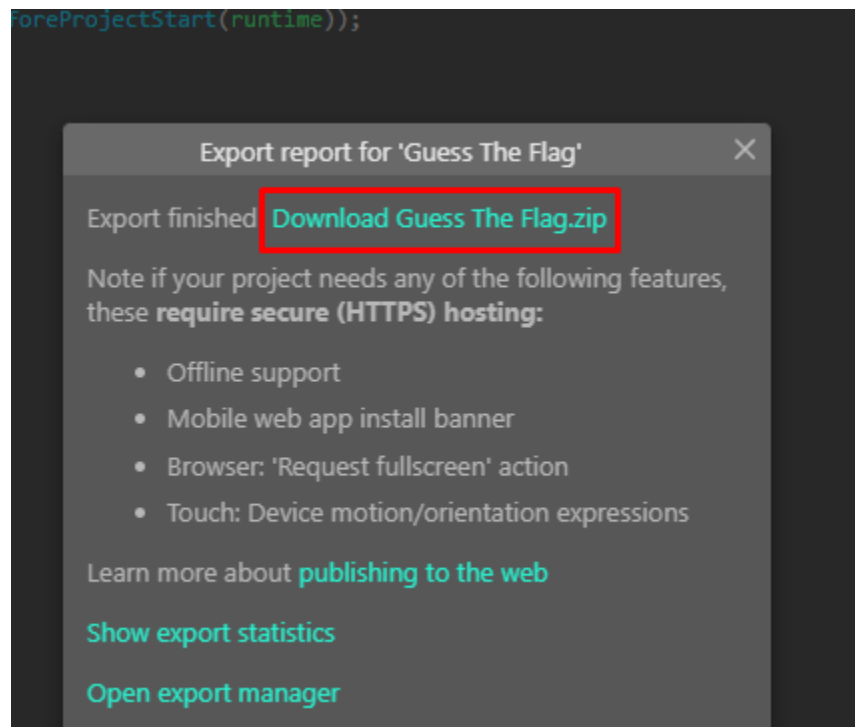 foreProjectStart(runtime));
Export report for 'Guess The Flag'
Export finished Download Guess The Flag.zip
Note if your project needs any of the following features,
these require secure (HTTPS) hosting:
• Offline support
• Mobile web app install banner
• Browser: 'Request fullscreen' action
• Touch: Device motion/orientation expressions
Learn more about publishing to the web
Show export statistics
Open export manager